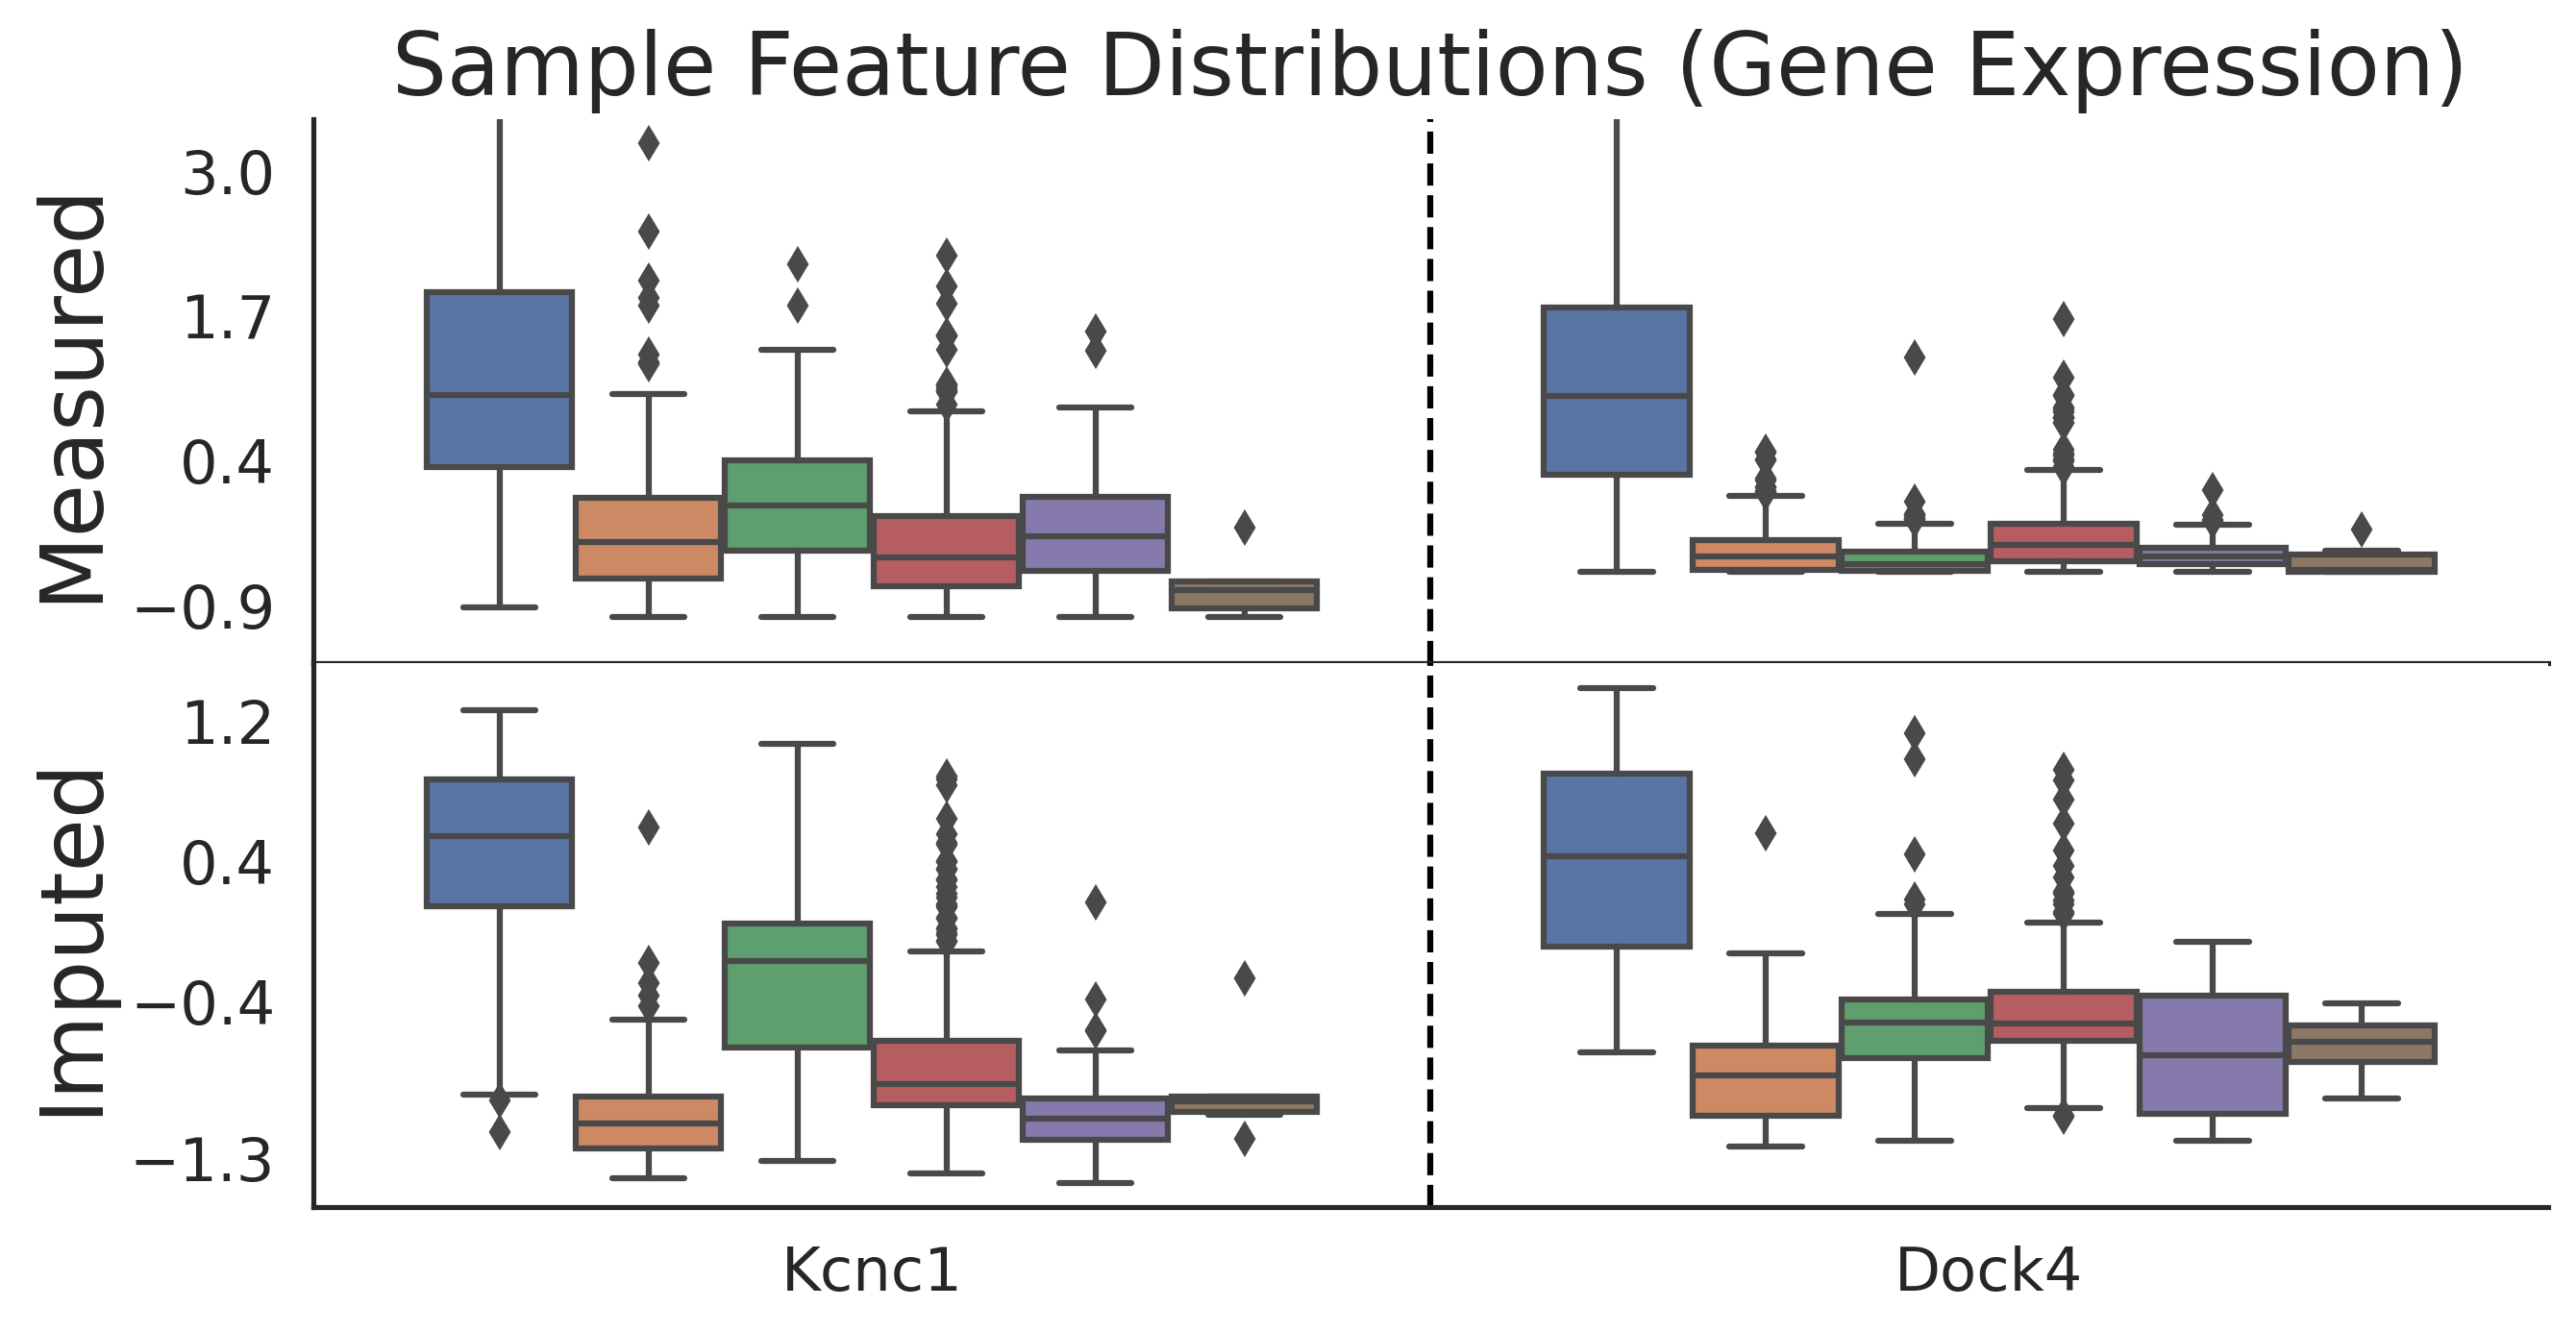 Sample Feature Distributions (Gene Expression)
Measured
3.0
1.7
0.4
−0.9
Imputed
1.2
0.4
−0.4
−1.3
Kcnc1
Dock4